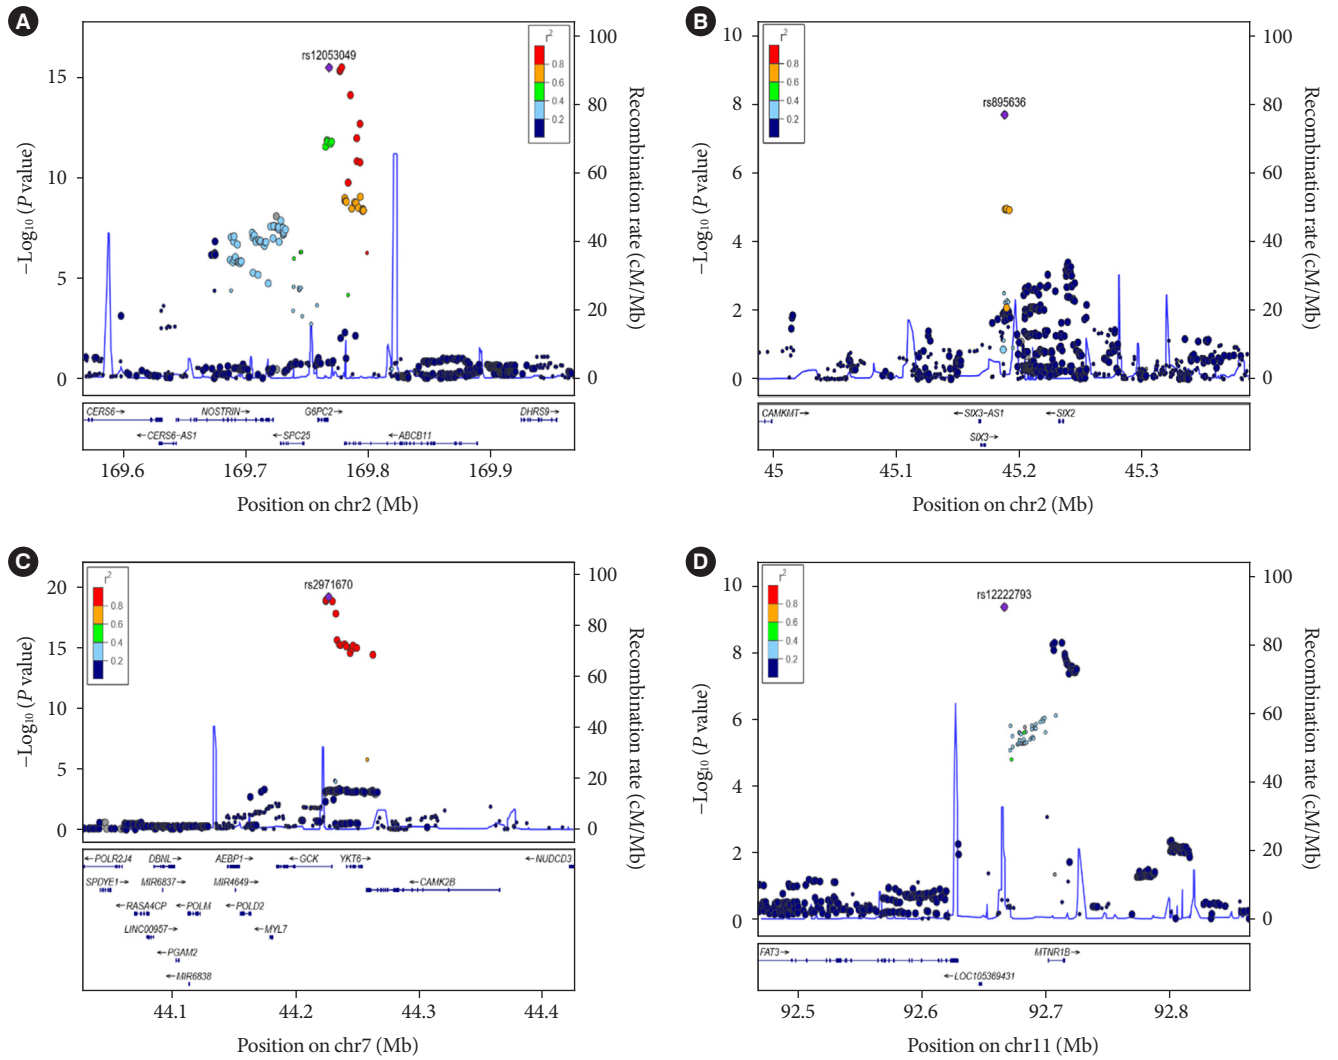 A
rs12053049
r²
0.8
0.6
0.4
0.2
15
10
5
0
100
80
60
40
20
0
−Log₁₀ (P value)
Recombination rate (cM/Mb)
CERS6→
NOSTRIN→
G6PC2→
DHRS9→
←CERS6-AS1
←SPC25
←ABCB11
169.6
169.7
169.8
169.9
Position on chr2 (Mb)
B
rs895636
r²
0.8
0.6
0.4
0.2
10
8
6
4
2
0
100
80
60
40
20
0
−Log₁₀ (P value)
Recombination rate (cM/Mb)
CAMKMT→
←SIX3-AS1
←SIX2
SIX3→
45
45.1
45.2
45.3
Position on chr2 (Mb)
C
rs2971670
r²
0.8
0.6
0.4
0.2
20
15
10
5
0
100
80
60
40
20
0
−Log₁₀ (P value)
Recombination rate (cM/Mb)
←POLR2J4
DBNL→
AEBP1→
←GCK
YKT6→
←NUDCD3
SPDYE1→
MIR6837→
MIR4649→
←CAMK2B
←RASA4CP
←POLM
←POLD2
LINC00957→
←MYL7
←PGAM2
←MIR6838
44.1
44.2
44.3
44.4
Position on chr7 (Mb)
D
rs12222793
r²
0.8
0.6
0.4
0.2
10
8
6
4
2
0
100
80
60
40
20
0
−Log₁₀ (P value)
Recombination rate (cM/Mb)
FAT3→
MTNR1B→
←LOC105369431
92.5
92.6
92.7
92.8
Position on chr11 (Mb)